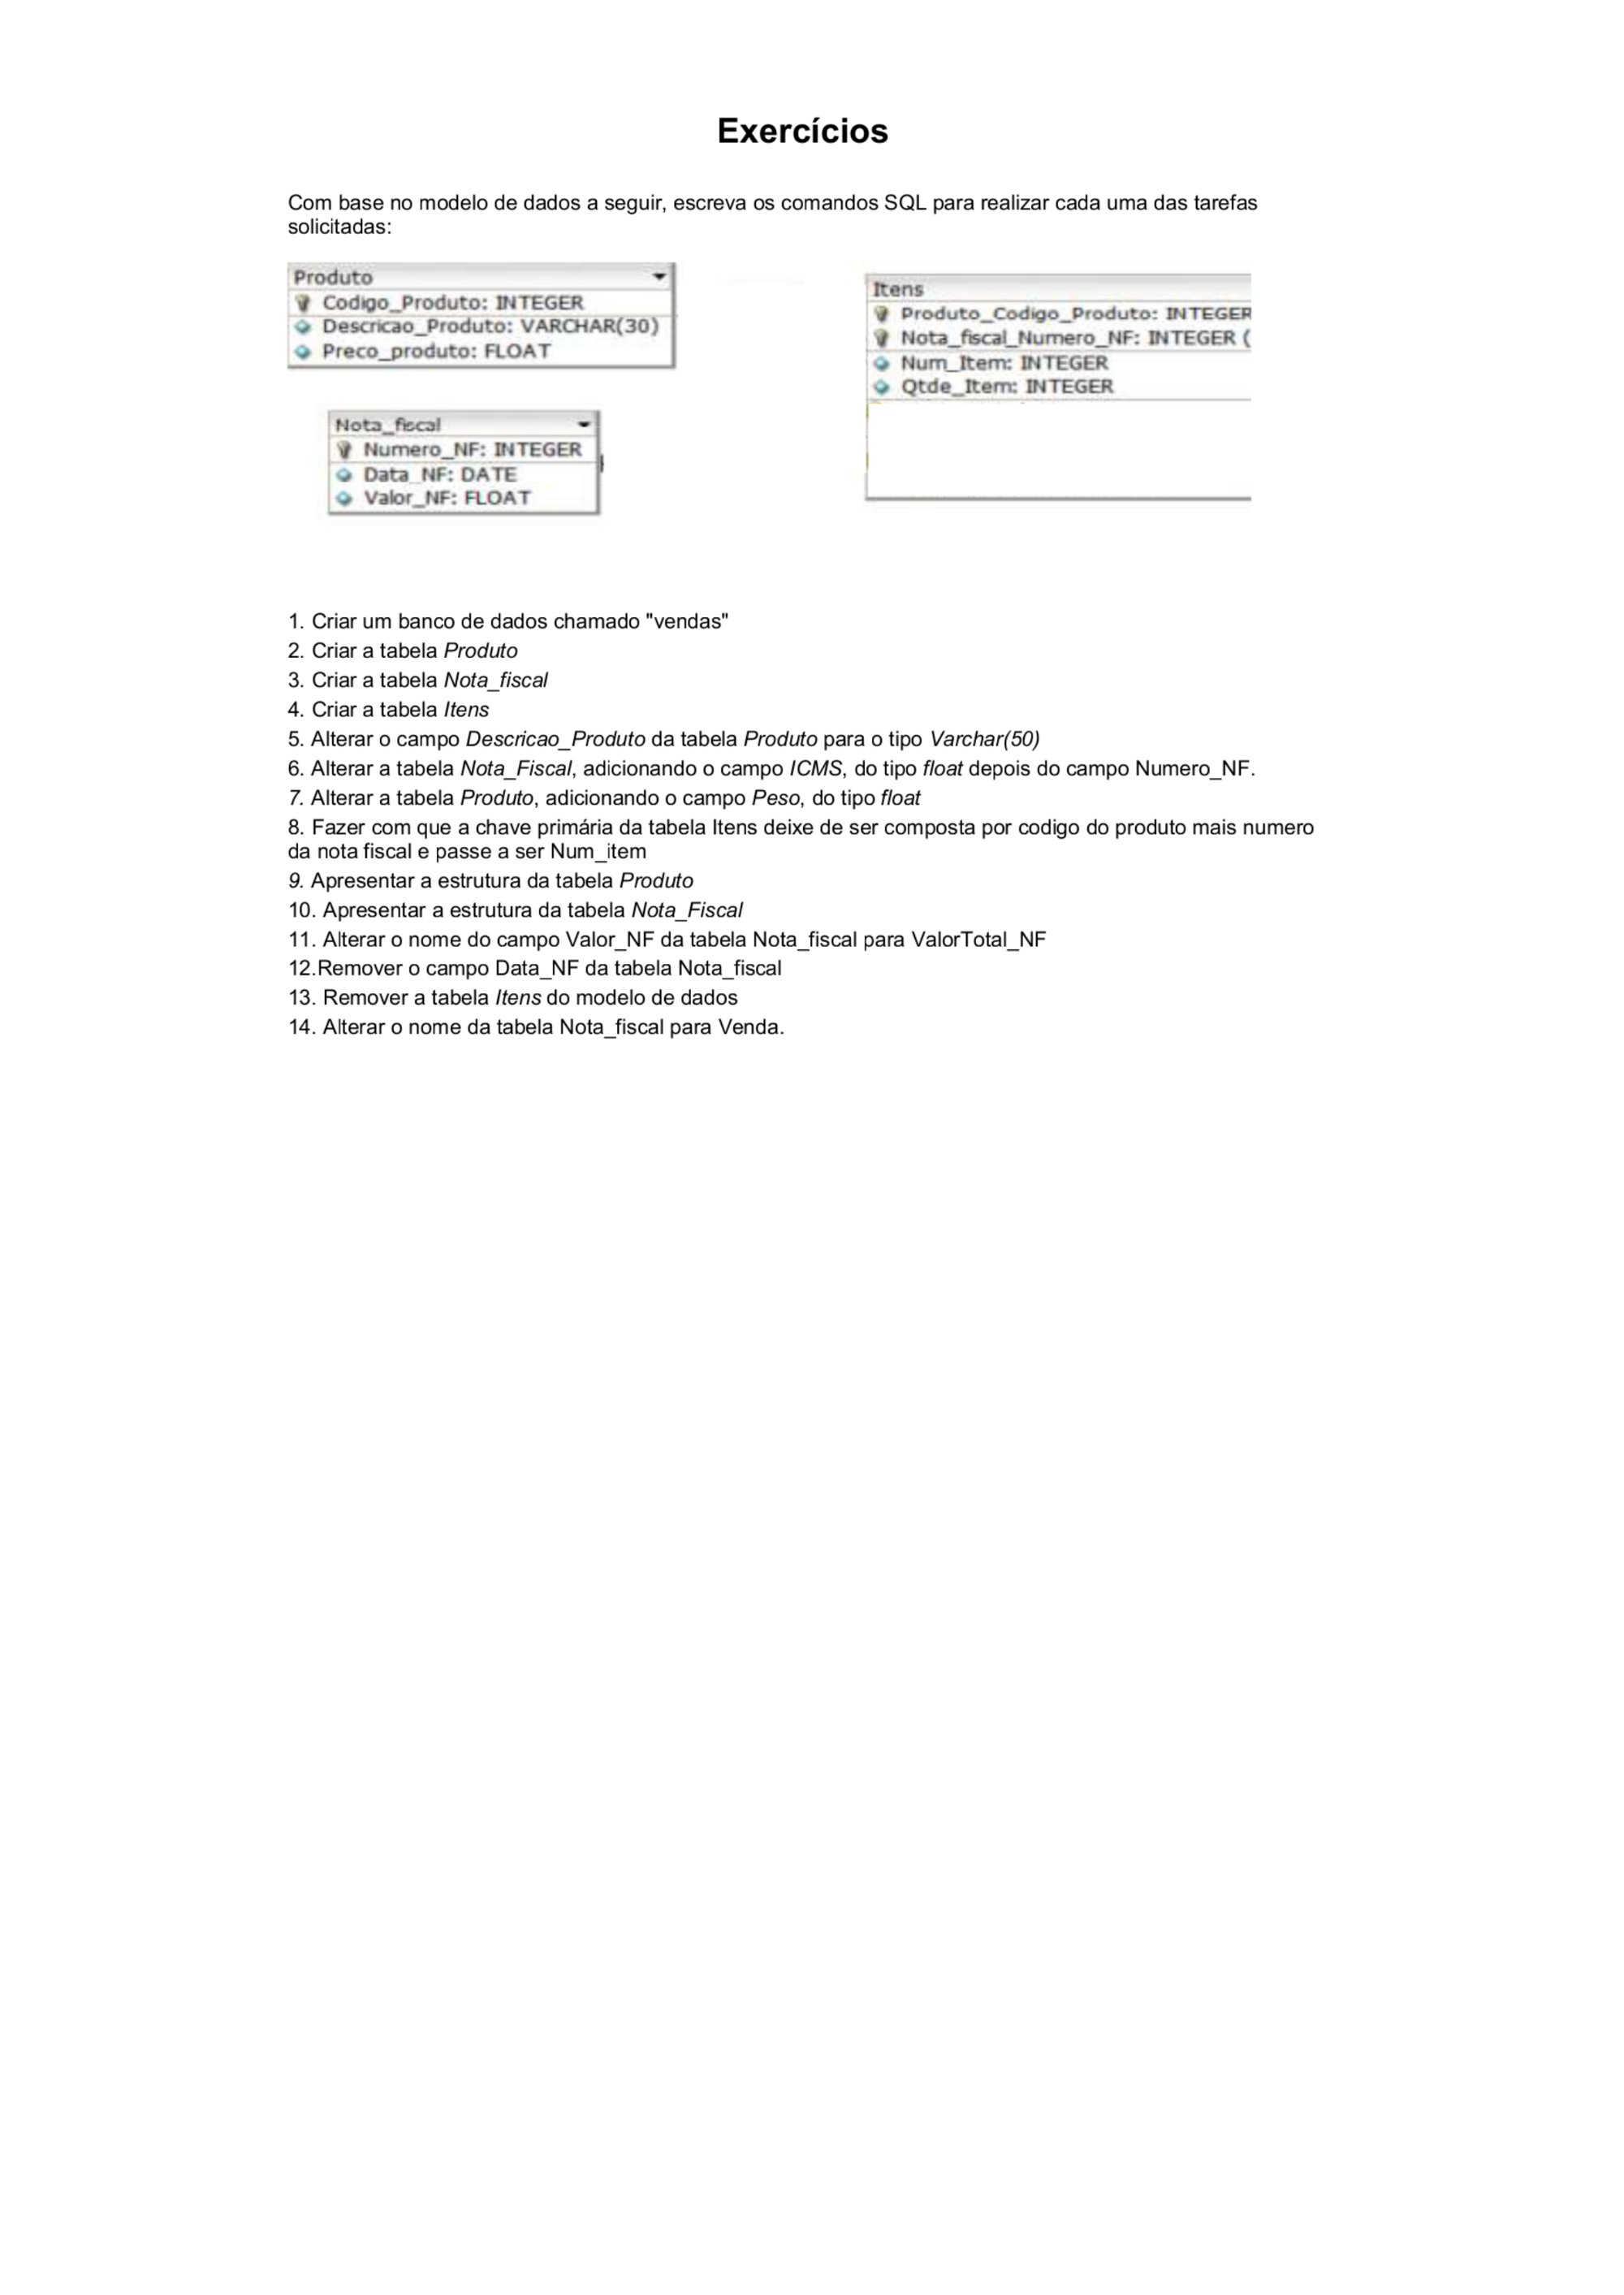 Exercícios
Com base no modelo de dados a seguir, escreva os comandos SQL para realizar cada uma das tarefas
solicitadas:
Produto
Codigo_Produto: INTEGER
Descricao_Produto: VARCHAR(30)
Preco_produto: FLOAT
Itens
Produto_Codigo_Produto: INTEGER
Nota_fiscal_Numero_NF: INTEGER (
Num_Item: INTEGER
Qtde_Item: INTEGER
Nota_fiscal
Numero_NF: INTEGER
Data_NF: DATE
Valor_NF: FLOAT
1. Criar um banco de dados chamado "vendas"
2. Criar a tabela Produto
3. Criar a tabela Nota_fiscal
4. Criar a tabela Itens
5. Alterar o campo Descricao_Produto da tabela Produto para o tipo Varchar(50)
6. Alterar a tabela Nota_Fiscal, adicionando o campo ICMS, do tipo float depois do campo Numero_NF.
7. Alterar a tabela Produto, adicionando o campo Peso, do tipo float
8. Fazer com que a chave primária da tabela Itens deixe de ser composta por codigo do produto mais numero
da nota fiscal e passe a ser Num_item
9. Apresentar a estrutura da tabela Produto
10. Apresentar a estrutura da tabela Nota_Fiscal
11. Alterar o nome do campo Valor_NF da tabela Nota_fiscal para ValorTotal_NF
12.Remover o campo Data_NF da tabela Nota_fiscal
13. Remover a tabela Itens do modelo de dados
14. Alterar o nome da tabela Nota_fiscal para Venda.